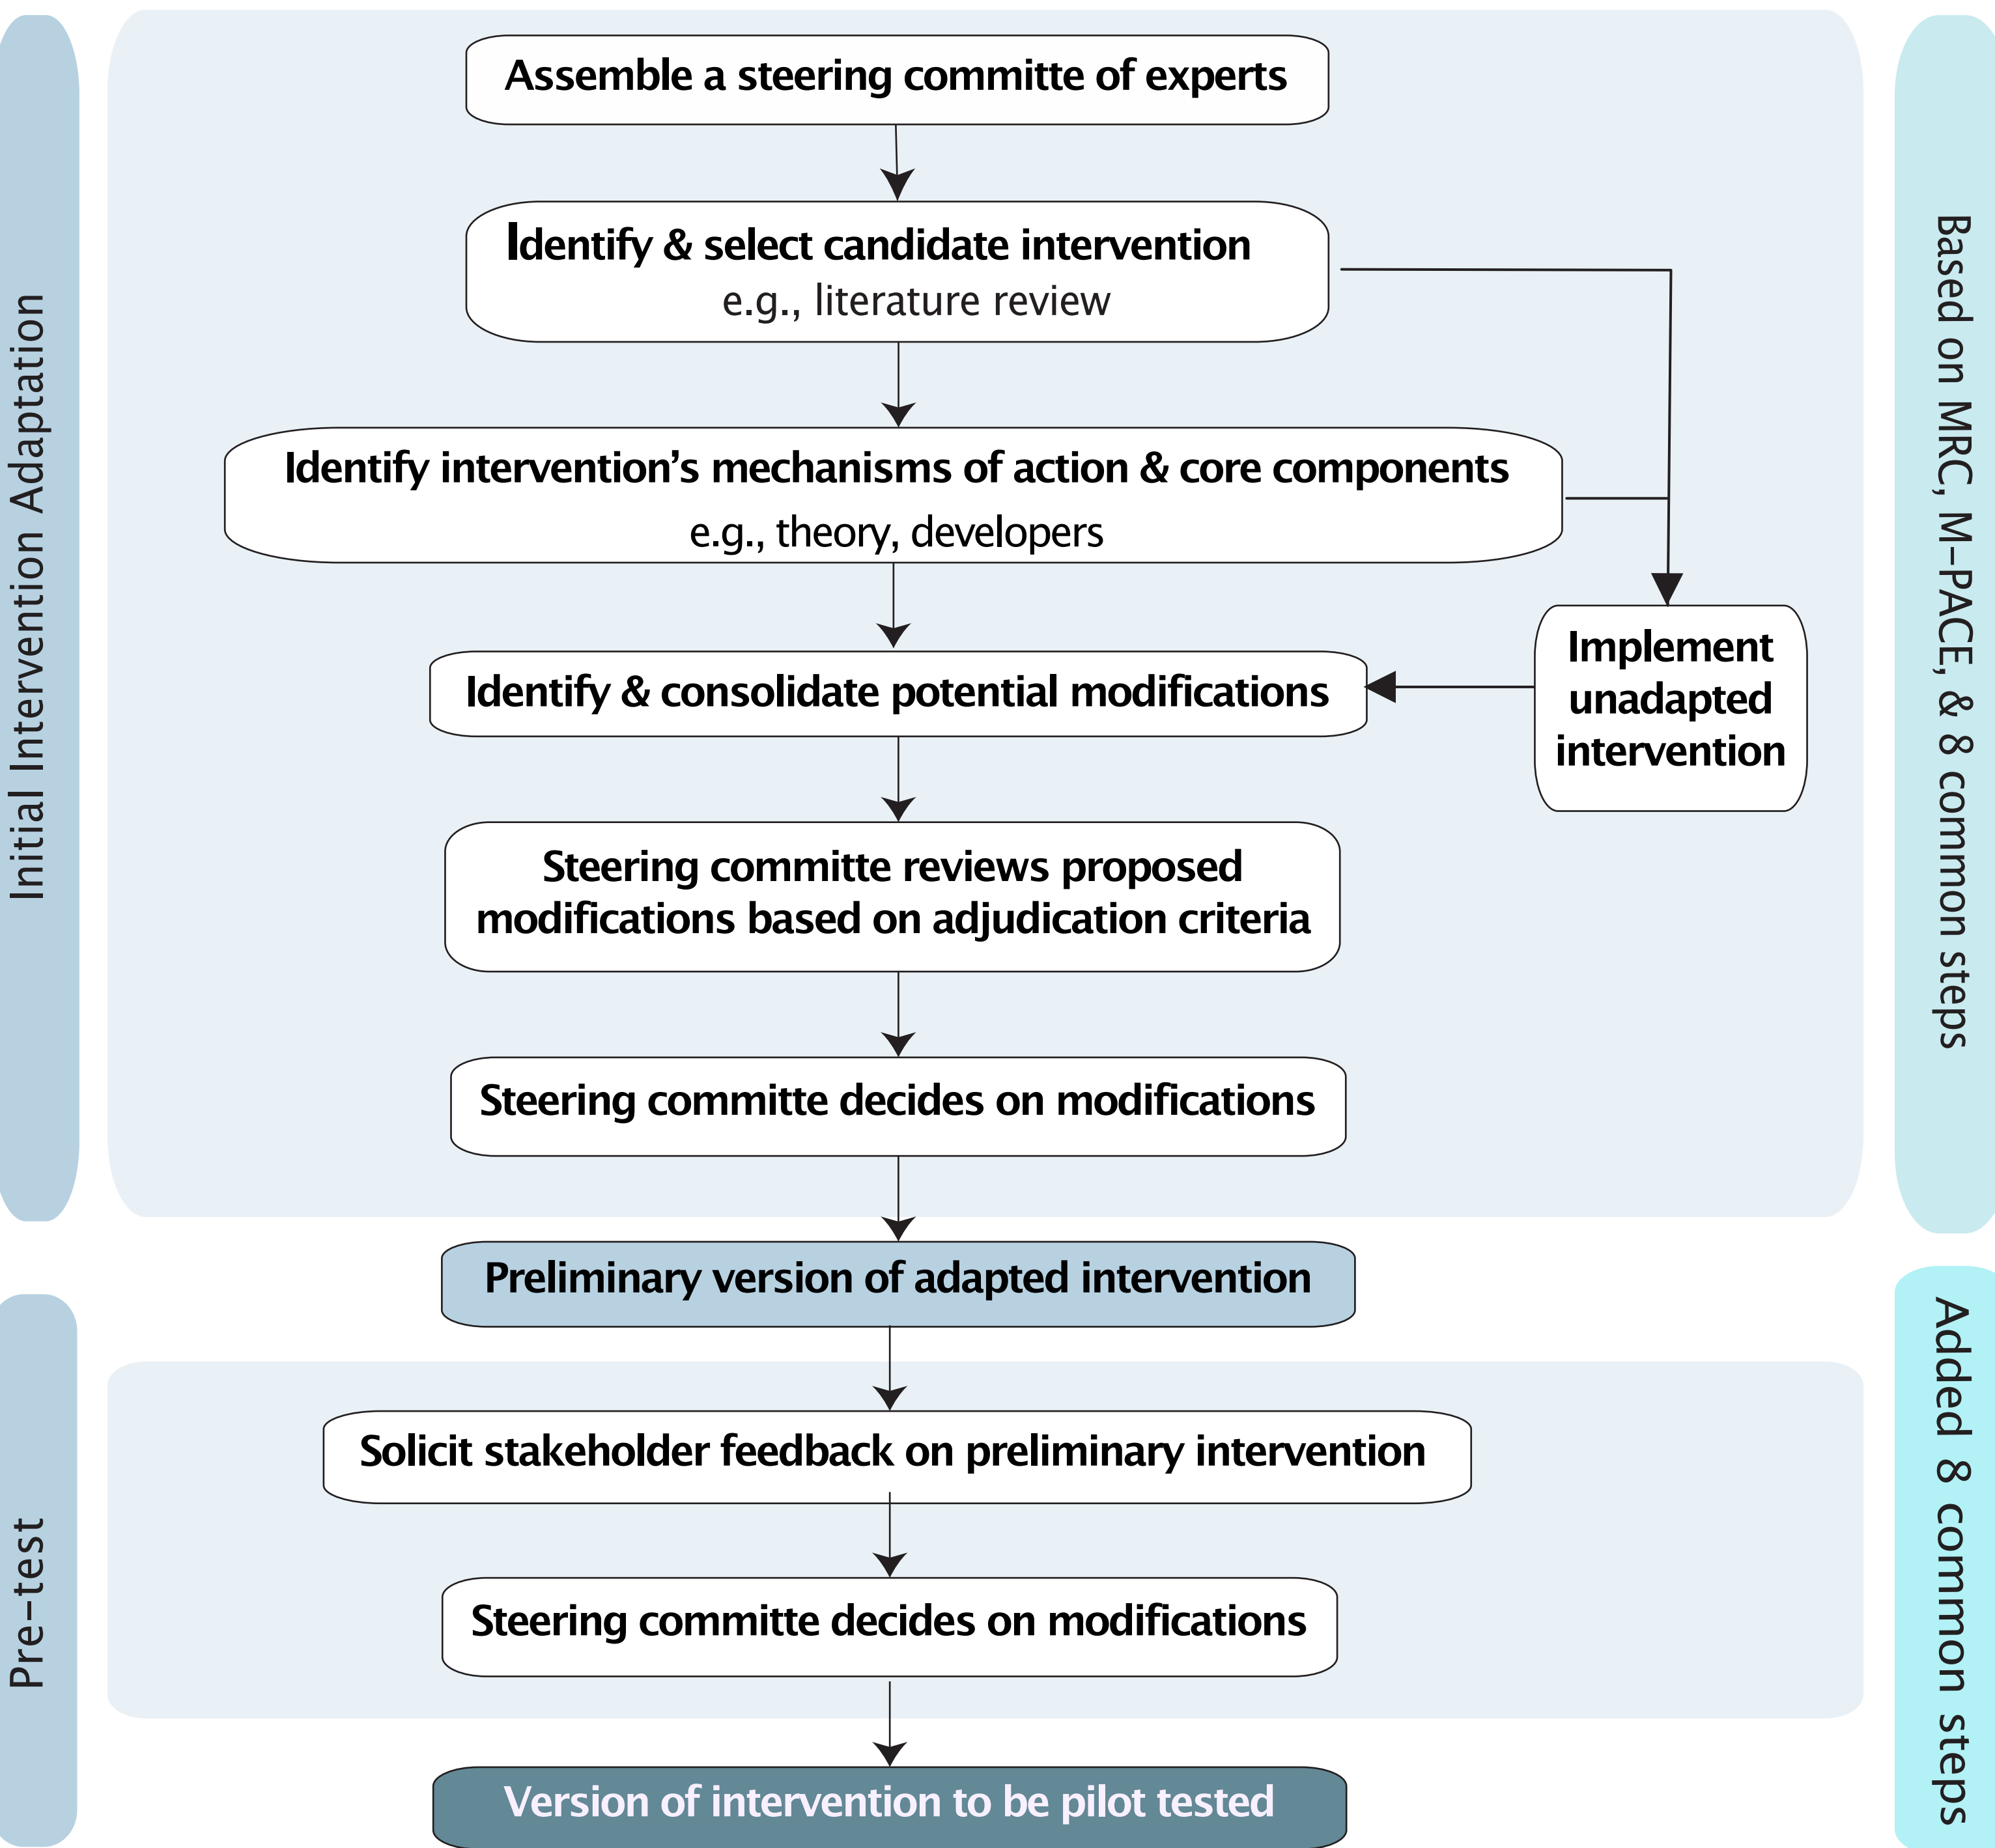 Initial Intervention Adaptation
Assemble a steering committe of experts
Identify & select candidate intervention
e.g., literature review
Identify intervention's mechanisms of action & core components
e.g., theory, developers
Identify & consolidate potential modifications
Implement
unadapted
intervention
Steering committe reviews proposed
modifications based on adjudication criteria
Steering committe decides on modifications
Based on MRC, M-PACE, & 8 common steps
Preliminary version of adapted intervention
Pre-test
Solicit stakeholder feedback on preliminary intervention
Steering committe decides on modifications
Version of intervention to be pilot tested
Added 8 common steps